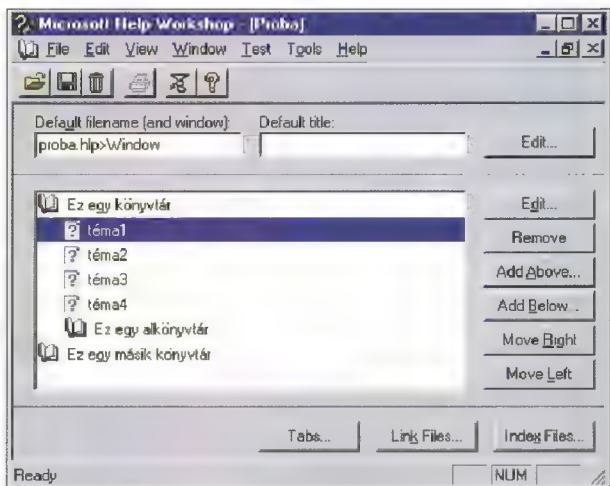 Microsoft Help Workshop - [Proba]
File Edit View Window Test Tools Help
Default filename (and window): Default title:
proba.hlp>Window Edit...
Ez egy könyvtár Edit...
téma1 Remove
téma2 Add Above...
téma3
téma4 Add Below...
Ez egy alkönyvtár Move Right
Ez egy másik könyvtár
Move Left
Tabs... Link Files... Index Files...
Ready NUM